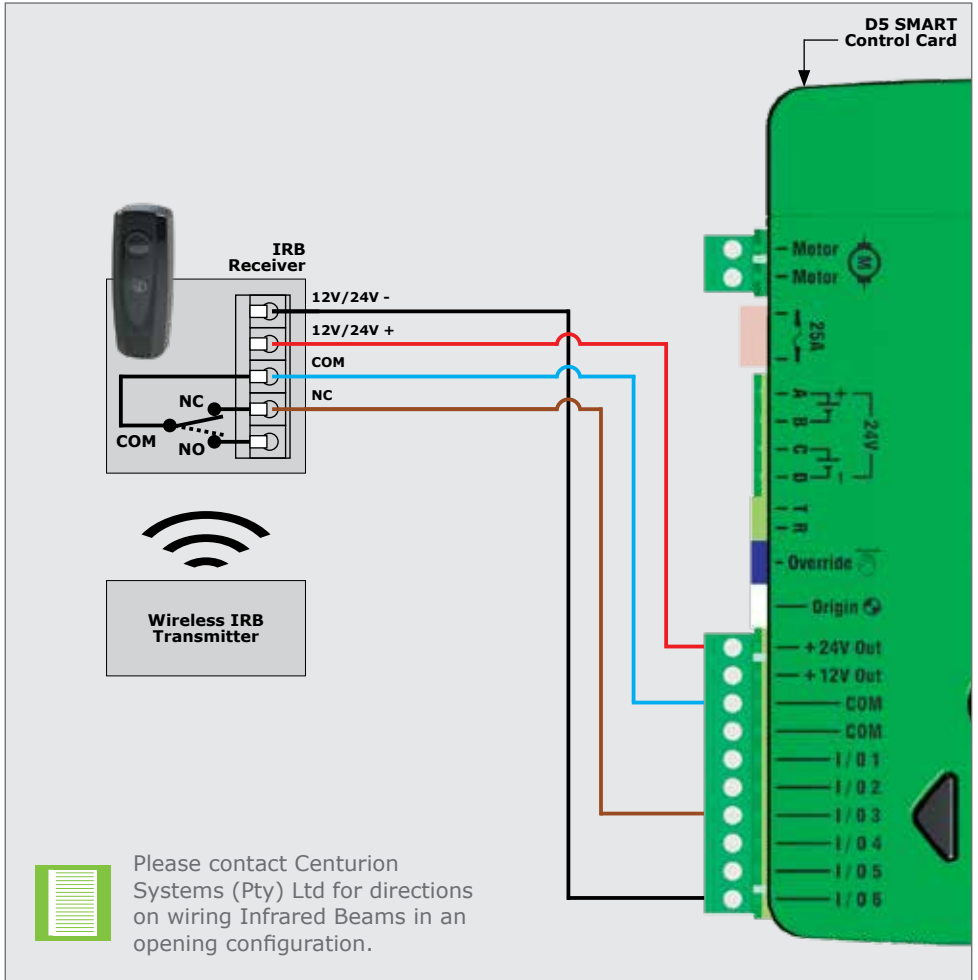 D5 SMART
Control Card
IRB
Receiver
12V/24V -
12V/24V +
COM
NC
NC
COM
NO
Wireless IRB
Transmitter
Motor
Motor
M
25A
A
B
C
D
+
–
24V
T
R
Override
Origin
+ 24V Out
+ 12V Out
COM
COM
I / O 1
I / O 2
I / O 3
I / O 4
I / O 5
I / O 6
Please contact Centurion
Systems (Pty) Ltd for directions
on wiring Infrared Beams in an
opening configuration.